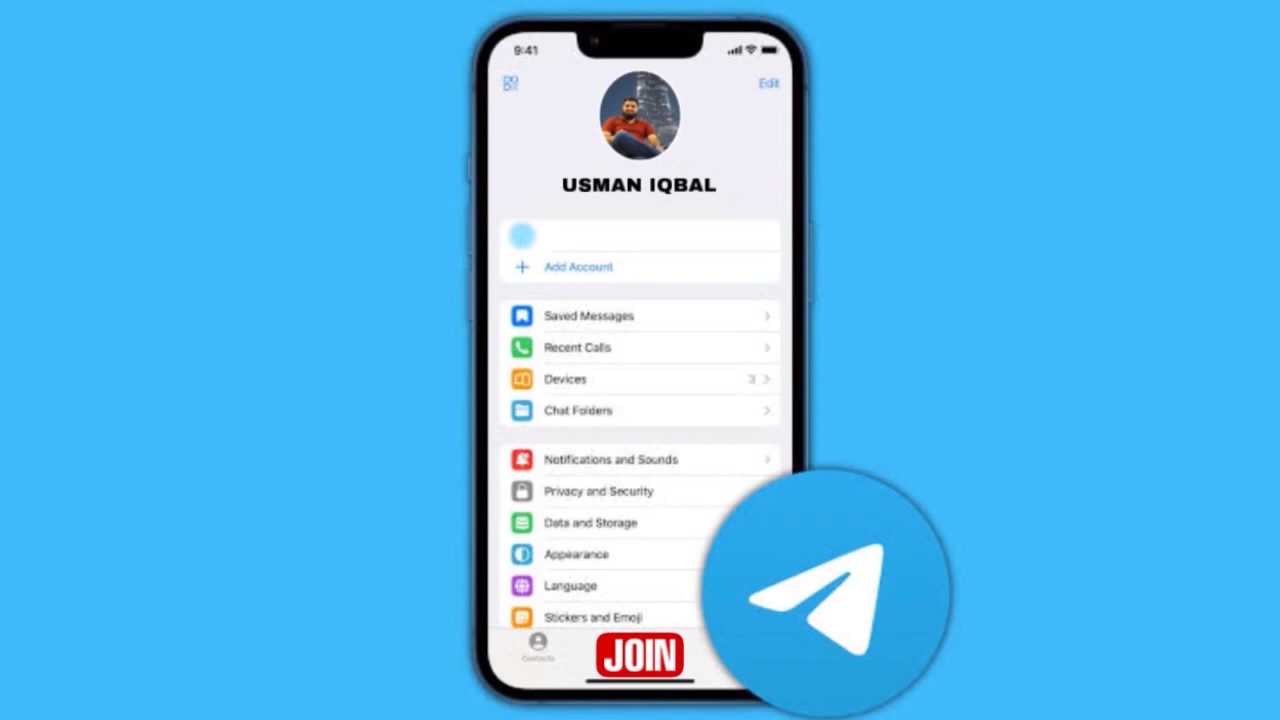 9:41
Edit
USMAN IQBAL
Add Account
Saved Messages
Recent Calls
Devices 3
Chat Folders
Notifications and Sounds
Privacy and Security
Data and Storage
Appearance
Language
Stickers and Emoji
Contacts
JOIN